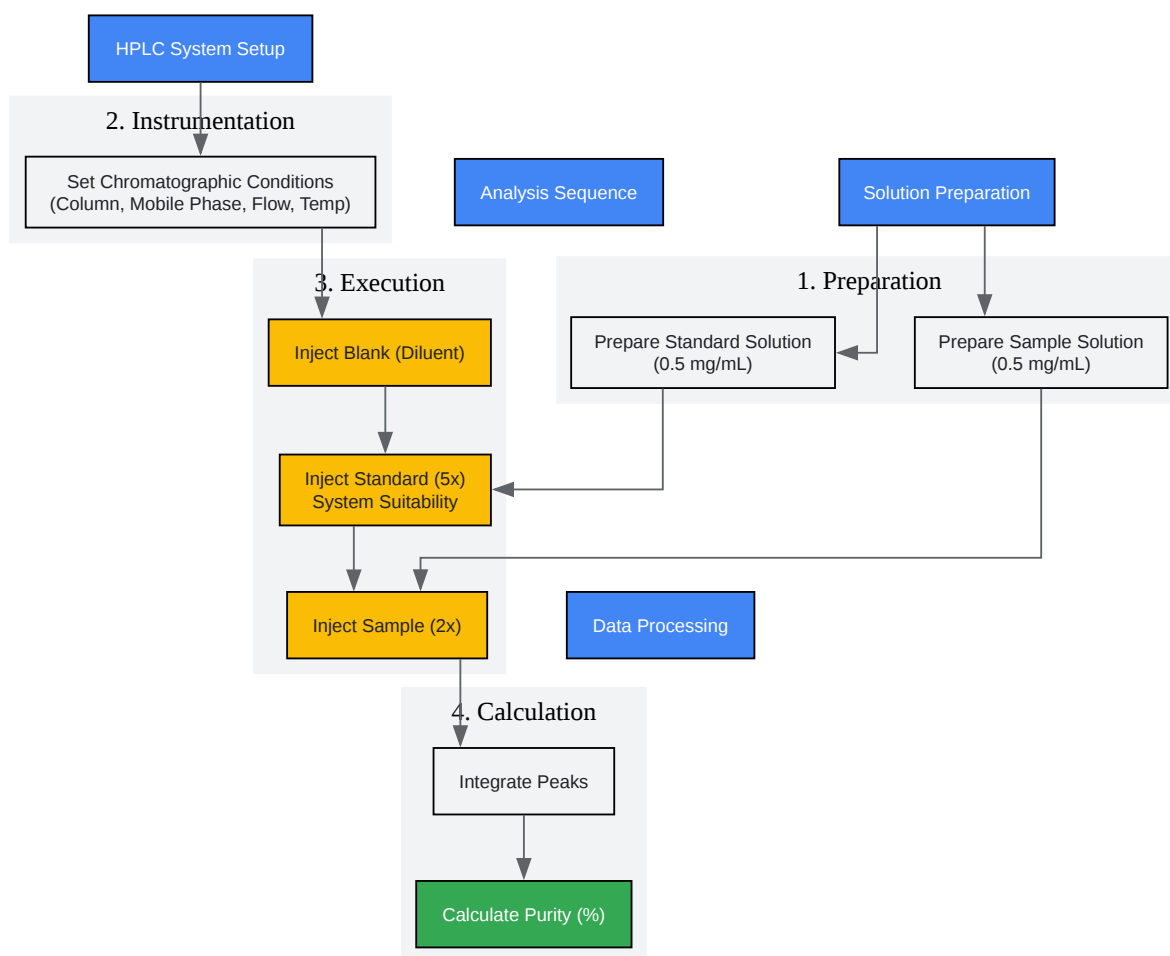 HPLC System Setup
2. Instrumentation
Set Chromatographic Conditions
(Column, Mobile Phase, Flow, Temp)
Analysis Sequence
Solution Preparation
3. Execution
1. Preparation
Inject Blank (Diluent)
Prepare Standard Solution
(0.5 mg/mL)
Prepare Sample Solution
(0.5 mg/mL)
Inject Standard (5x)
System Suitability
Inject Sample (2x)
Data Processing
4. Calculation
Integrate Peaks
Calculate Purity (%)